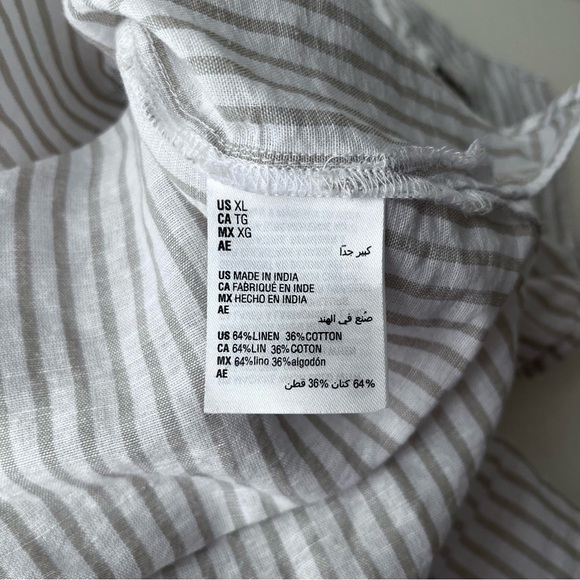 US XL
CA TG
MX XG
AE
كبير جدًا
US MADE IN INDIA
CA FABRIQUÉ EN INDE
MX HECHO EN INDIA
AE
صُنع في الهند
US 64%LINEN 36%COTTON
CA 64%LIN 36%COTON
MX 64%lino 36%algodón
AE
64% كتان 36% قطن